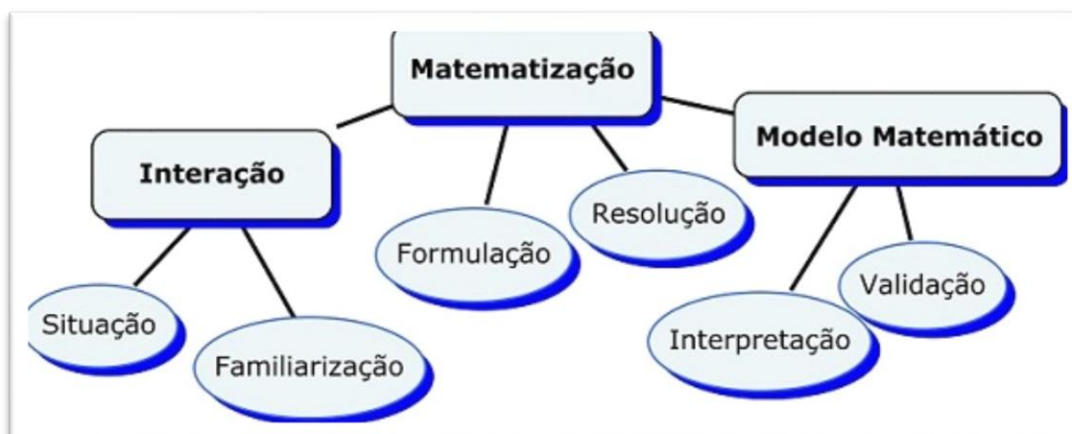 Matematização
Modelo Matemático
Interação
Resolução
Formulação
Validação
Situação
Interpretação
Familiarização